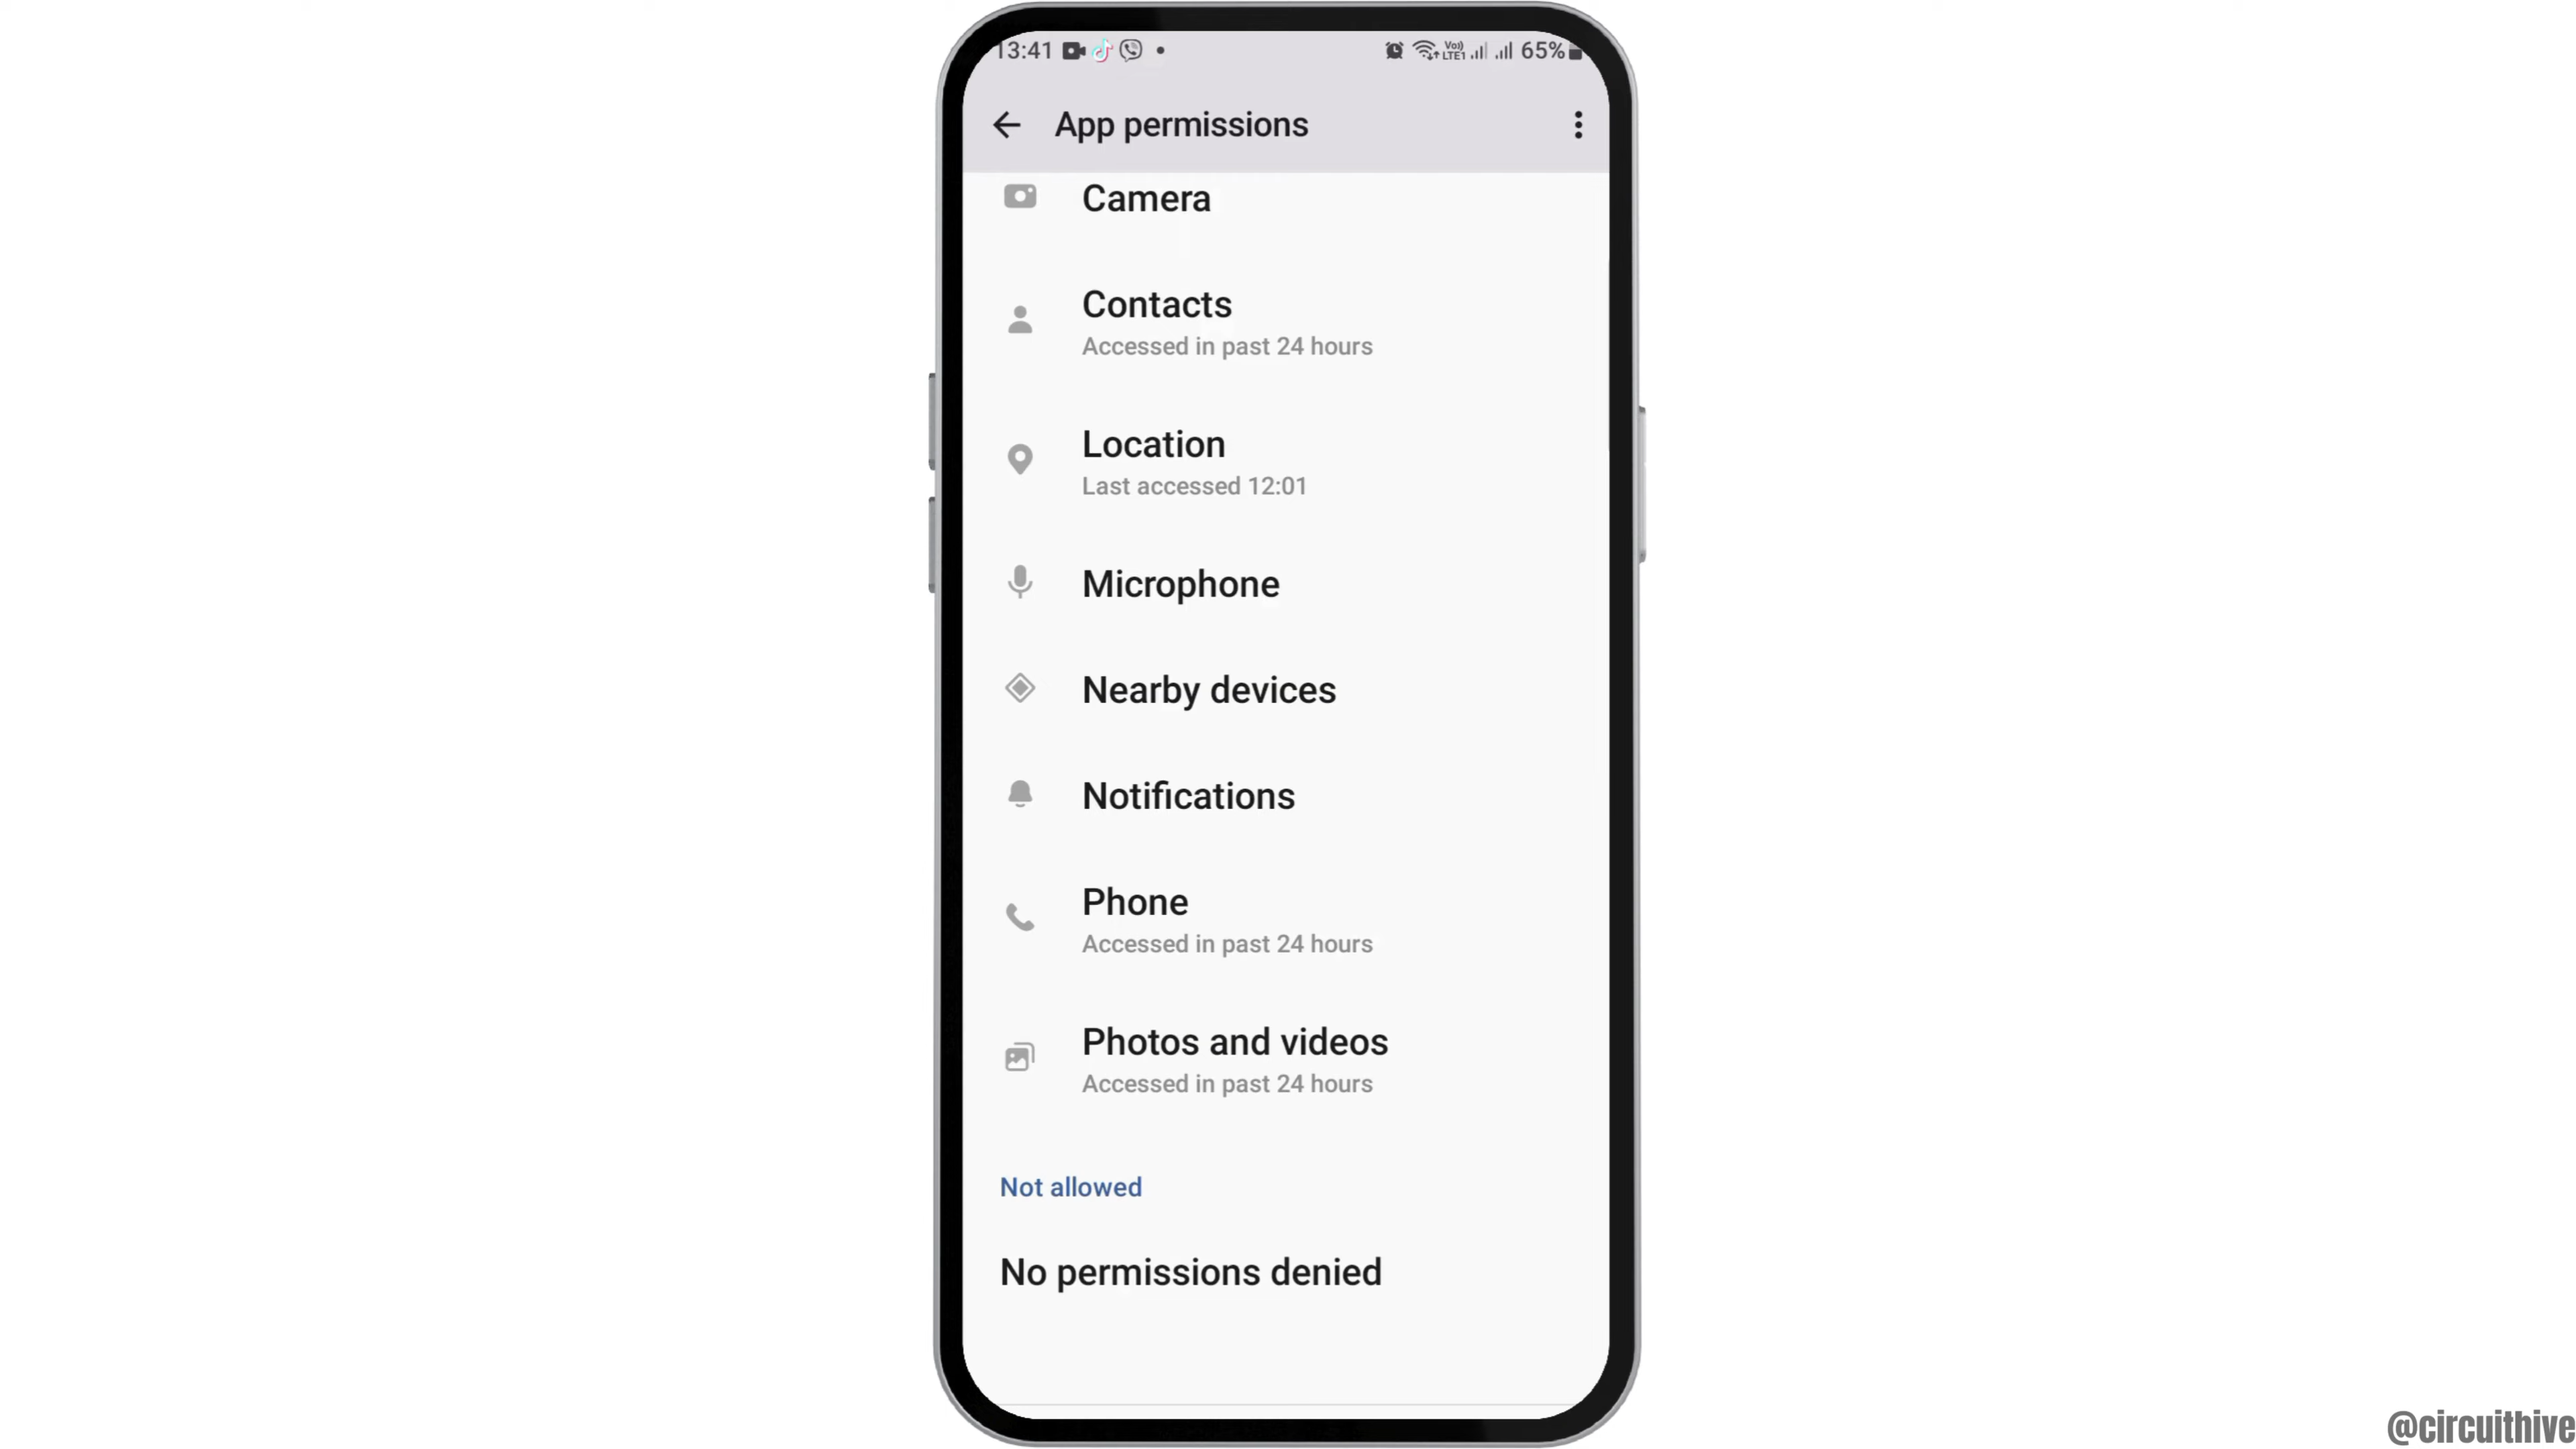 13:41 65%
App permissions
Camera
Contacts
Accessed in past 24 hours
Location
Last accessed 12:01
Microphone
Nearby devices
Notifications
Phone
Accessed in past 24 hours
Photos and videos
Accessed in past 24 hours
Not allowed
No permissions denied
@circuithive